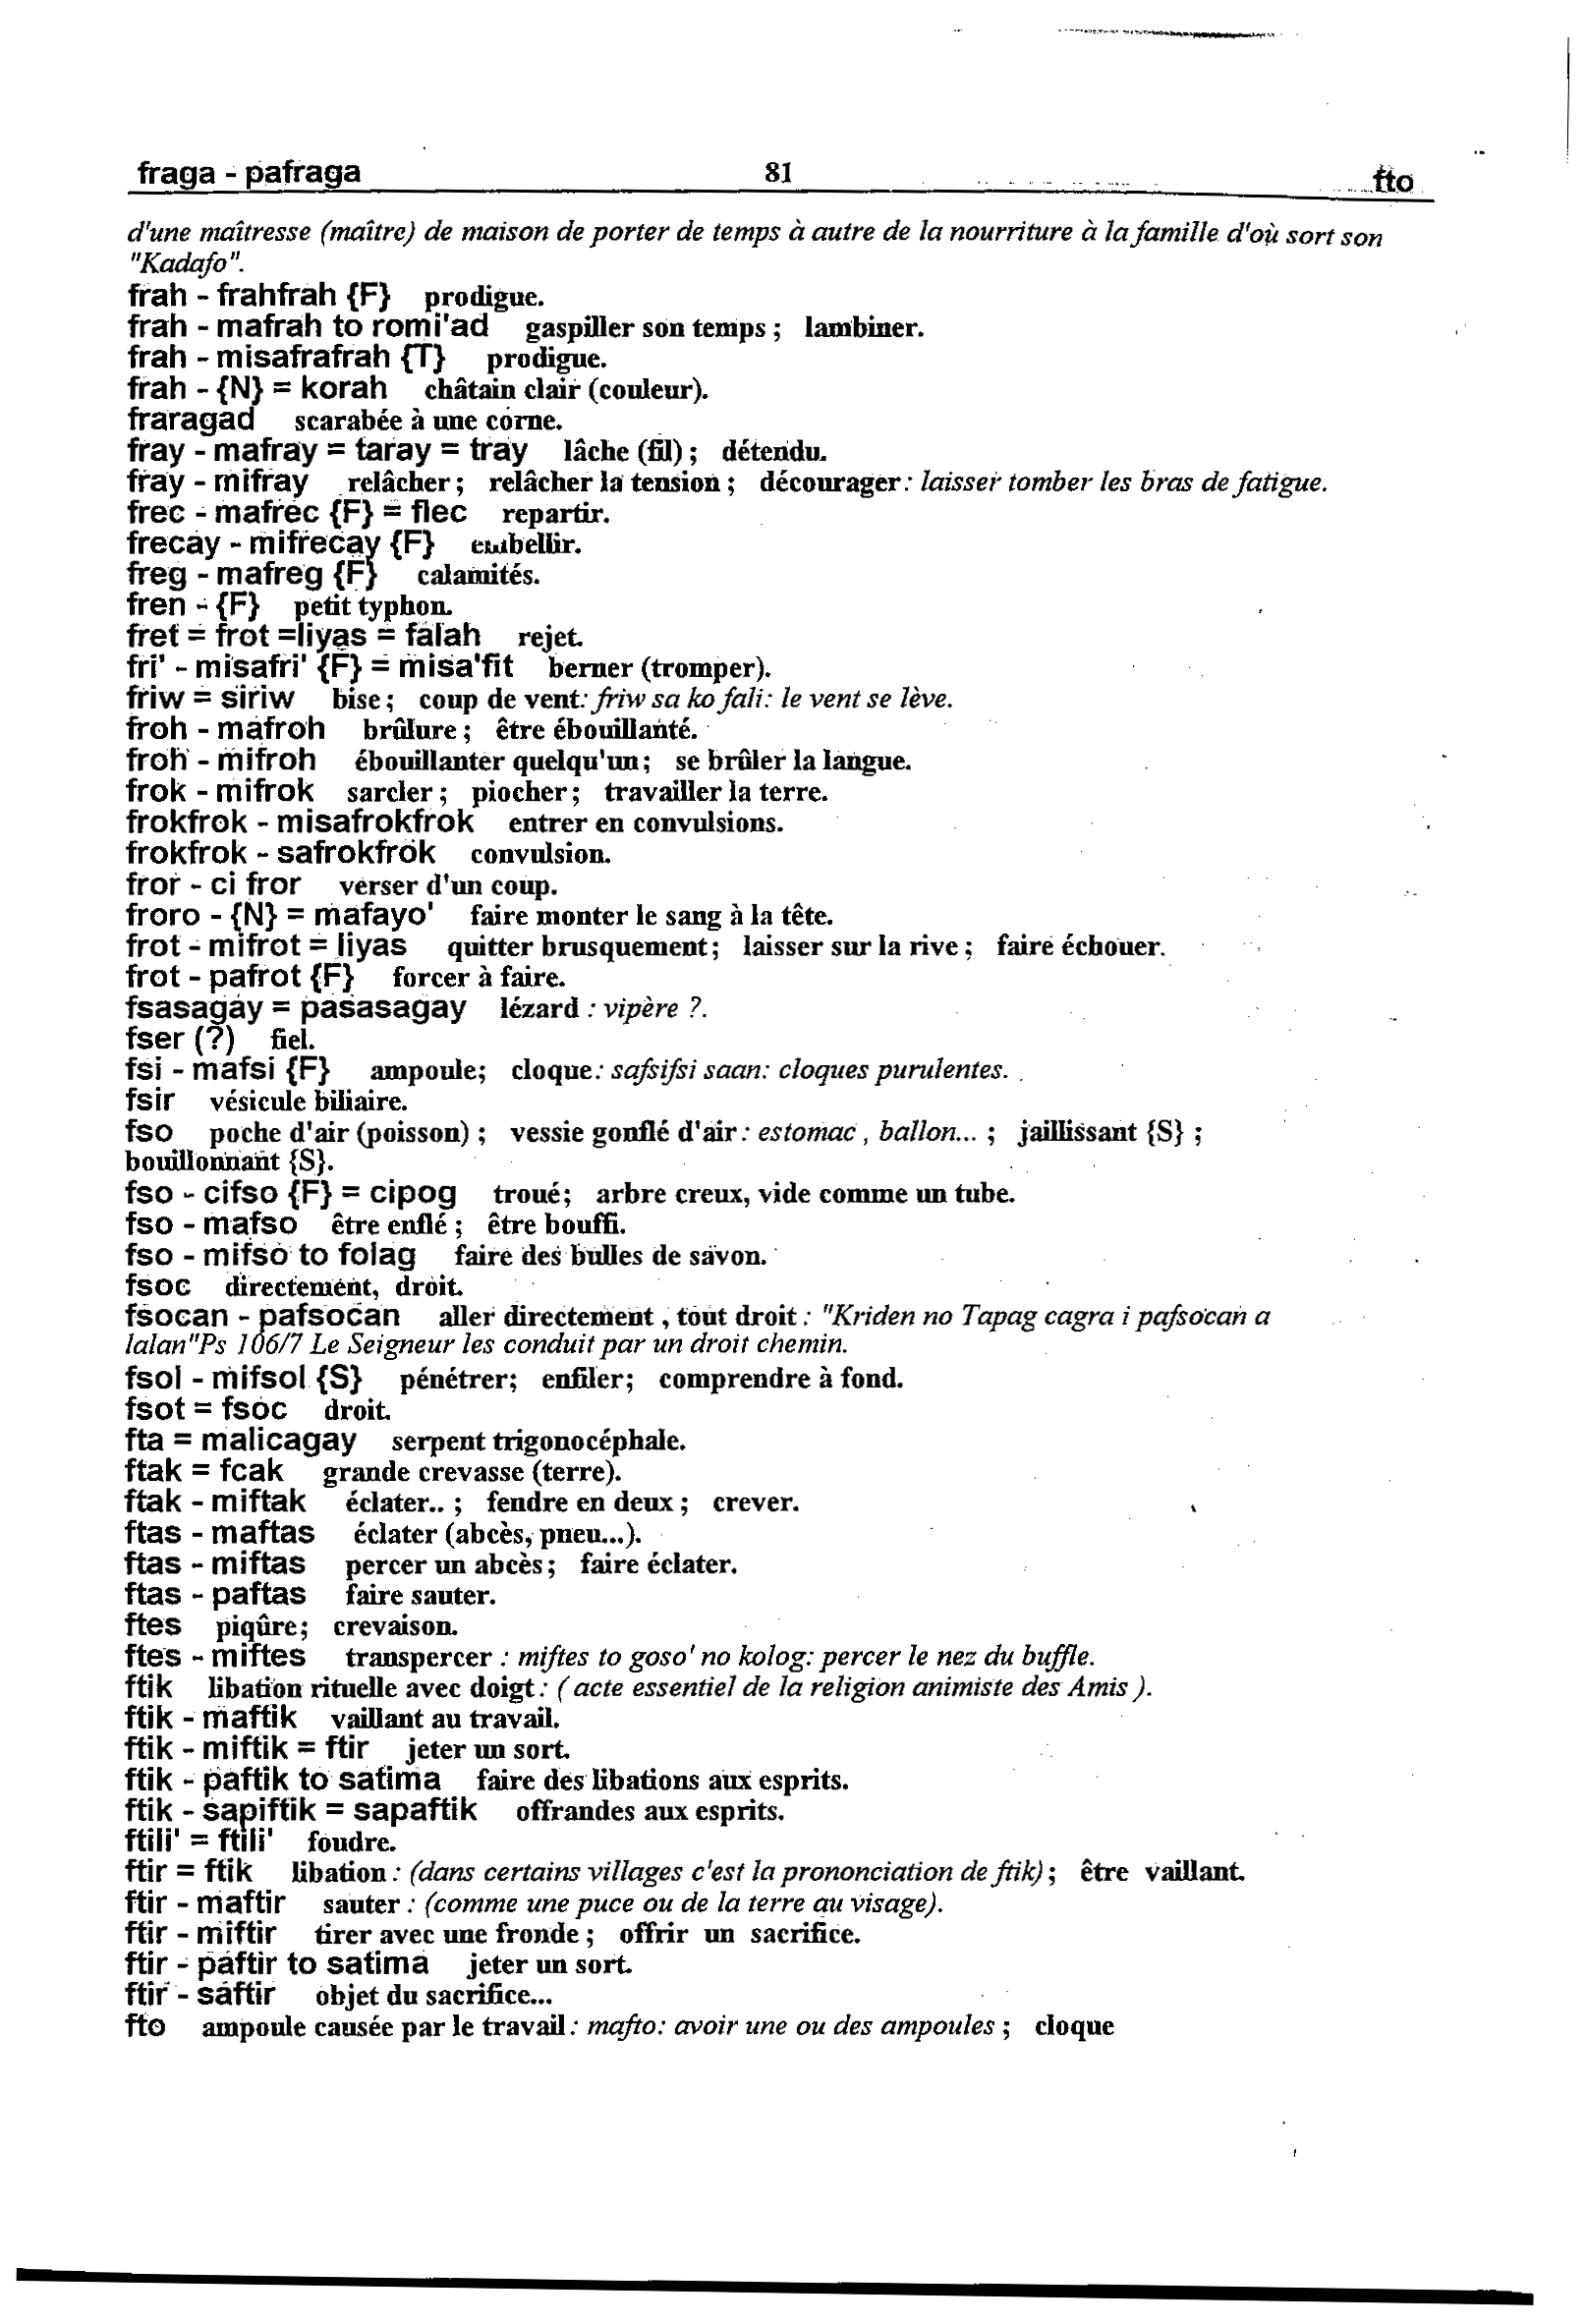 fraga - pafraga 81 fto
d'une maîtresse (maître) de maison de porter de temps à autre de la nourriture à la famille d'où sort son
"Kadafo".
frah - frahfrah {F} prodigue.
frah - mafrah to romi'ad gaspiller son temps ; lambiner.
frah - misafrafrah {T} prodigue.
frah - {N} = korah châtain clair (couleur).
fraragad scarabée à une corne.
fray - mafray = taray = tray lâche (fil) ; détendu.
fray - mifray relâcher ; relâcher la tension ; décourager : laisser tomber les bras de fatigue.
frec - mafrec {F} = flec repartir.
frecay - mifrecay {F} embellir.
freg - mafreg {F} calamités.
fren - {F} petit typhon.
fret = frot =liyas = falah rejet.
fri' - misafri' {F} = misa'fit berner (tromper).
friw = siriw bise ; coup de vent: friw sa ko fali: le vent se lève.
froh - mafroh brûlure ; être ébouillanté.
froh - mifroh ébouillanter quelqu'un ; se brûler la langue.
frok - mifrok sarcler ; piocher ; travailler la terre.
frokfrok - misafrokfrok entrer en convulsions.
frokfrok - safrokfrok convulsion.
fror - ci fror verser d'un coup.
froro - {N} = mafayo' faire monter le sang à la tête.
frot - mifrot = liyas quitter brusquement ; laisser sur la rive ; faire échouer.
frot - pafrot {F} forcer à faire.
fsasagay = pasasagay lézard : vipère ?.
fser (?) fiel.
fsi - mafsi {F} ampoule; cloque : safsifsi saan: cloques purulentes.
fsir vésicule biliaire.
fso poche d'air (poisson) ; vessie gonflé d'air : estomac , ballon... ; jaillissant {S} ;
bouillonnant {S}.
fso - cifso {F} = cipog troué; arbre creux, vide comme un tube.
fso - mafso être enflé ; être bouffi.
fso - mifso to folag faire des bulles de savon.
fsoc directement, droit.
fsocan - pafsocan aller directement , tout droit : "Kriden no Tapag cagra i pafsocan a
lalan"Ps 106/7 Le Seigneur les conduit par un droit chemin.
fsol - mifsol {S} pénétrer; enfiler; comprendre à fond.
fsot = fsoc droit.
fta = malicagay serpent trigonocéphale.
ftak = fcak grande crevasse (terre).
ftak - miftak éclater.. ; fendre en deux ; crever.
ftas - maftas éclater (abcès, pneu...).
ftas - miftas percer un abcès ; faire éclater.
ftas - paftas faire sauter.
ftes piqûre; crevaison.
ftes - miftes transpercer : miftes to goso' no kolog: percer le nez du buffle.
ftik libation rituelle avec doigt : ( acte essentiel de la religion animiste des Amis ).
ftik - maftik vaillant au travail.
ftik - miftik = ftir jeter un sort.
ftik - paftik to satima faire des libations aux esprits.
ftik - sapiftik = sapaftik offrandes aux esprits.
ftili' = ftili' foudre.
ftir = ftik libation : (dans certains villages c'est la prononciation de ftik) ; être vaillant.
ftir - maftir sauter : (comme une puce ou de la terre au visage).
ftir - miftir tirer avec une fronde ; offrir un sacrifice.
ftir - paftir to satima jeter un sort.
ftir - saftir objet du sacrifice...
fto ampoule causée par le travail : mafto: avoir une ou des ampoules ; cloque